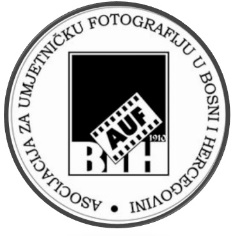 ASOCIJACIJA ZA UMJETNIČKU FOTOGRAFIJU U BOSNI I HERCEGOVINI •
AUF
1910
BIH